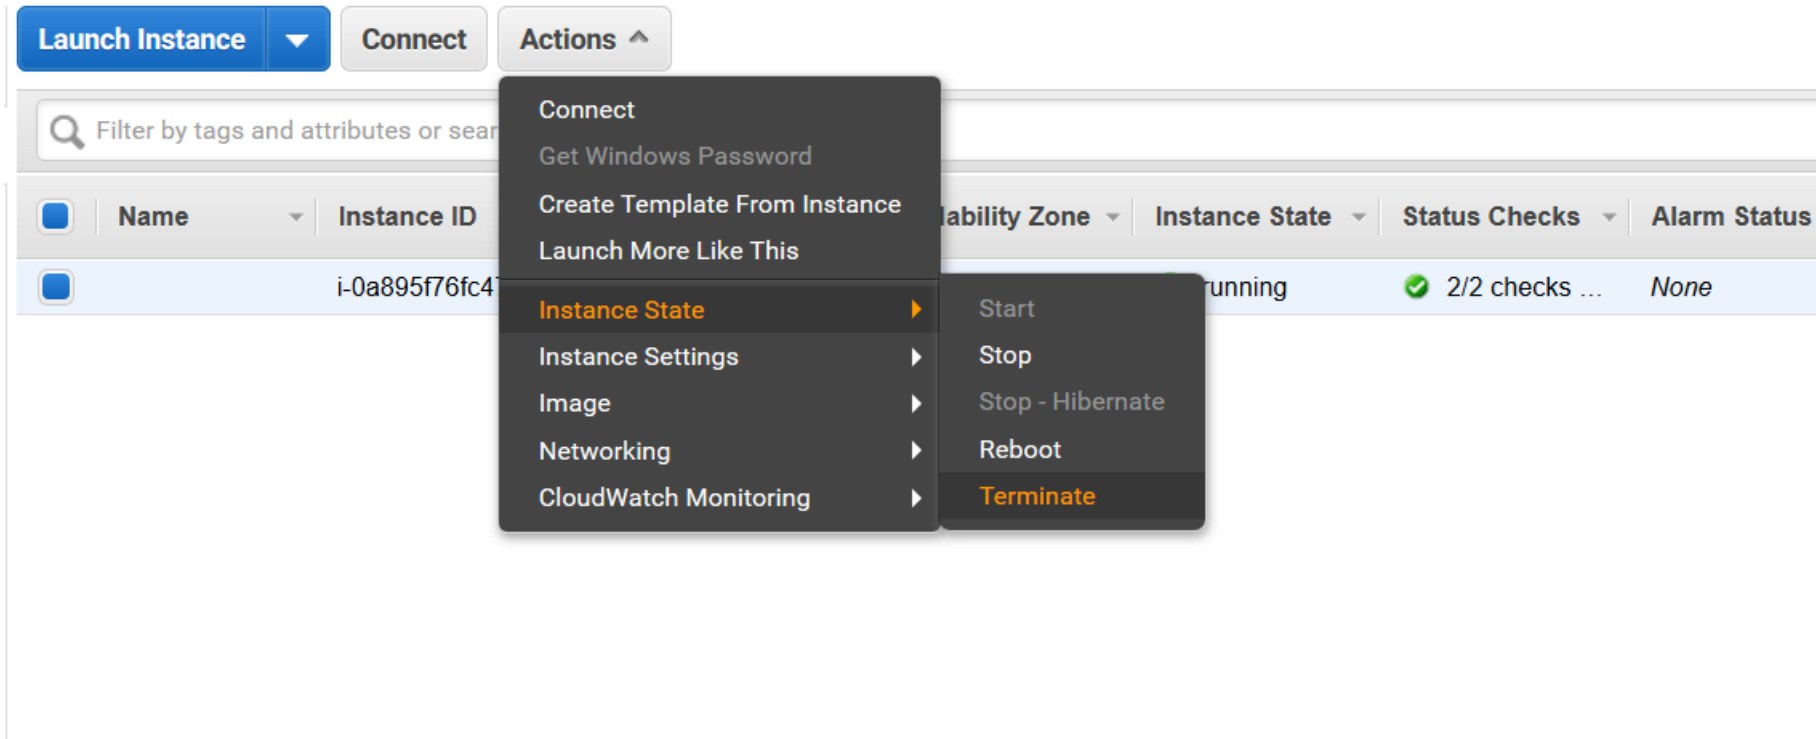 Launch Instance
Connect
Actions
Filter by tags and attributes or sear
Name
Instance ID
lability Zone
Instance State
Status Checks
Alarm Status
i-0a895f76fc4
running
2/2 checks ...
None
Connect
Get Windows Password
Create Template From Instance
Launch More Like This
Instance State
Instance Settings
Image
Networking
CloudWatch Monitoring
Start
Stop
Stop - Hibernate
Reboot
Terminate